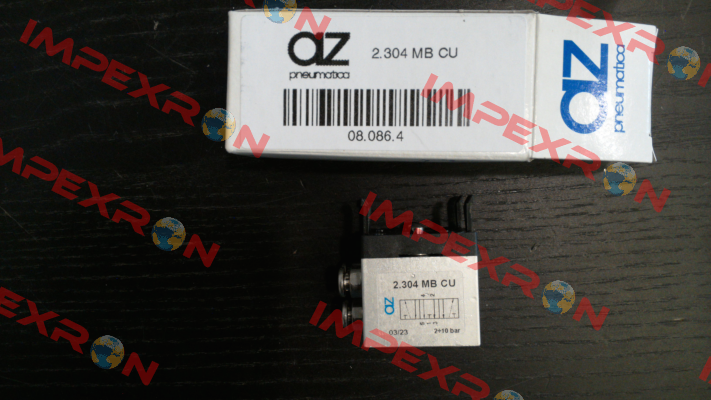 az
pneumatica
2.304 MB CU
08.086.4
az
pneumatica
2.304 MB CU
az
03/23
2÷10 bar
IMPEXRON
IMPEXRON
IMPEXRON
IMPEXRON
IMPEXRON
IMPEXRON
IMPEXRON